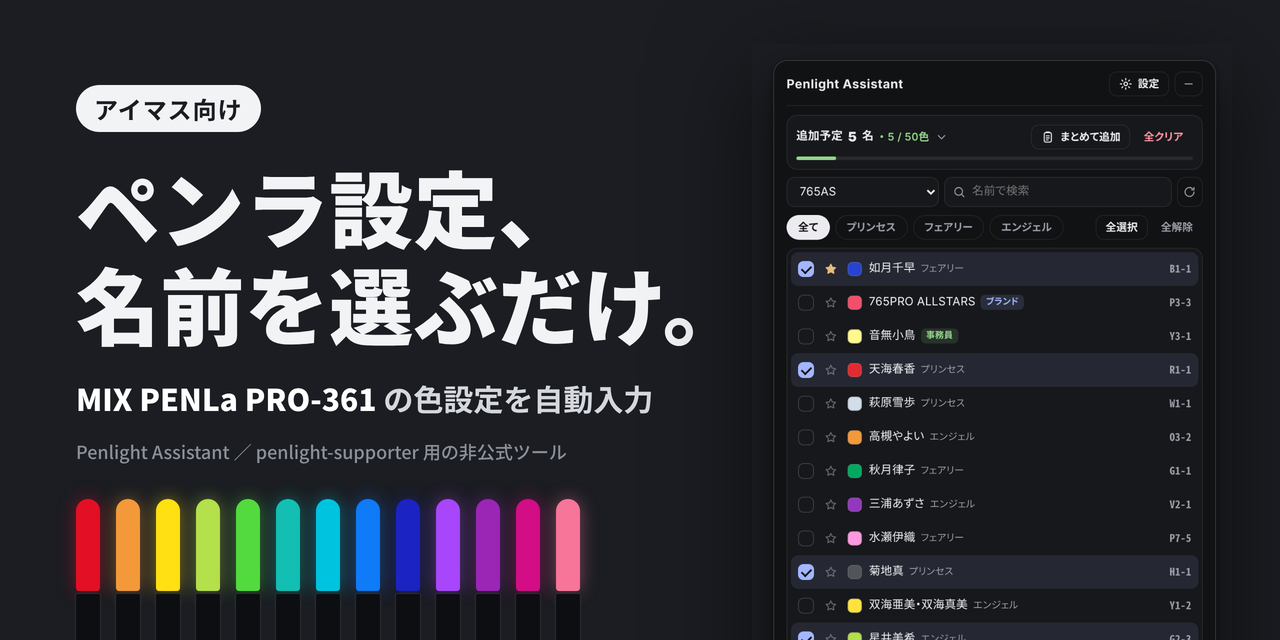 アイマス向け
ペンラ設定、
名前を選ぶだけ。
MIX PENLa PRO-361 の色設定を自動入力
Penlight Assistant ／ penlight-supporter 用の非公式ツール
Penlight Assistant 設定
追加予定 5 名 ・5 / 50色 まとめて追加 全クリア
765AS 名前で検索
全て プリンセス フェアリー エンジェル 全選択 全解除
如月千早 フェアリー B1-1
765PRO ALLSTARS ブランド P3-3
音無小鳥 事務員 Y3-1
天海春香 プリンセス R1-1
萩原雪歩 プリンセス W1-1
高槻やよい エンジェル O3-2
秋月律子 フェアリー G1-1
三浦あずさ エンジェル V2-1
水瀬伊織 フェアリー P7-5
菊地真 プリンセス H1-1
双海亜美・双海真美 エンジェル Y1-2
星井美希 エンジェル G2-3